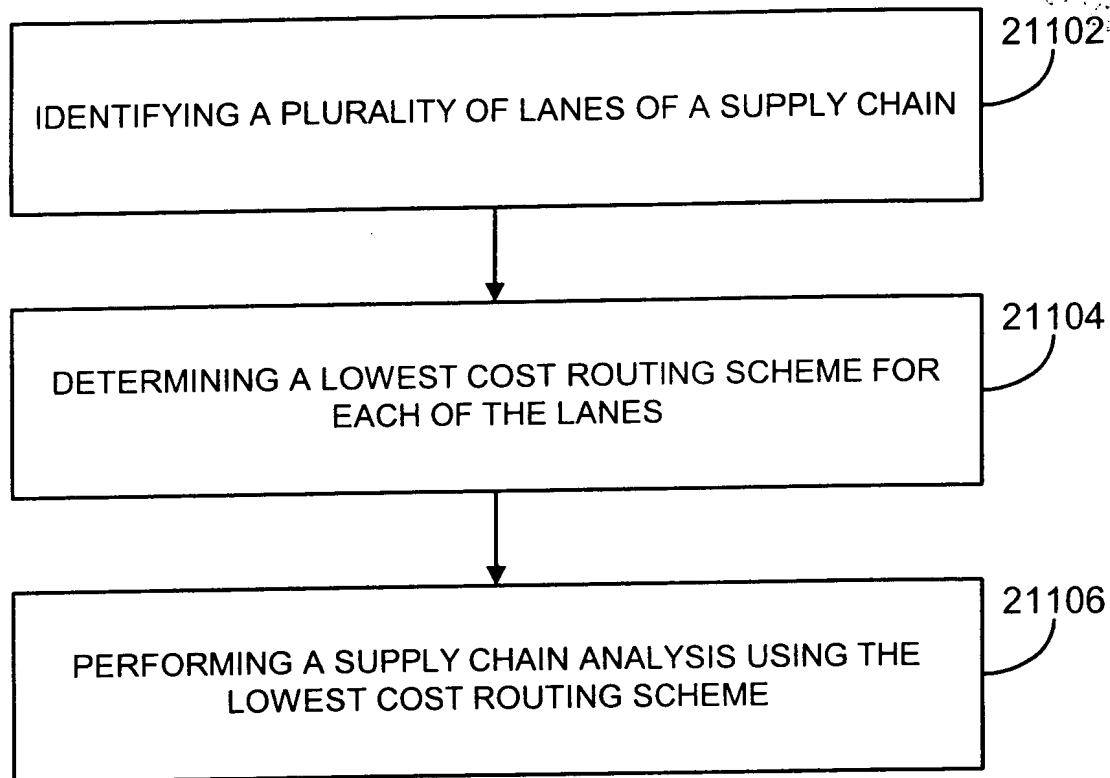 21102
IDENTIFYING A PLURALITY OF LANES OF A SUPPLY CHAIN
21104
DETERMINING A LOWEST COST ROUTING SCHEME FOR
EACH OF THE LANES
21106
PERFORMING A SUPPLY CHAIN ANALYSIS USING THE
LOWEST COST ROUTING SCHEME